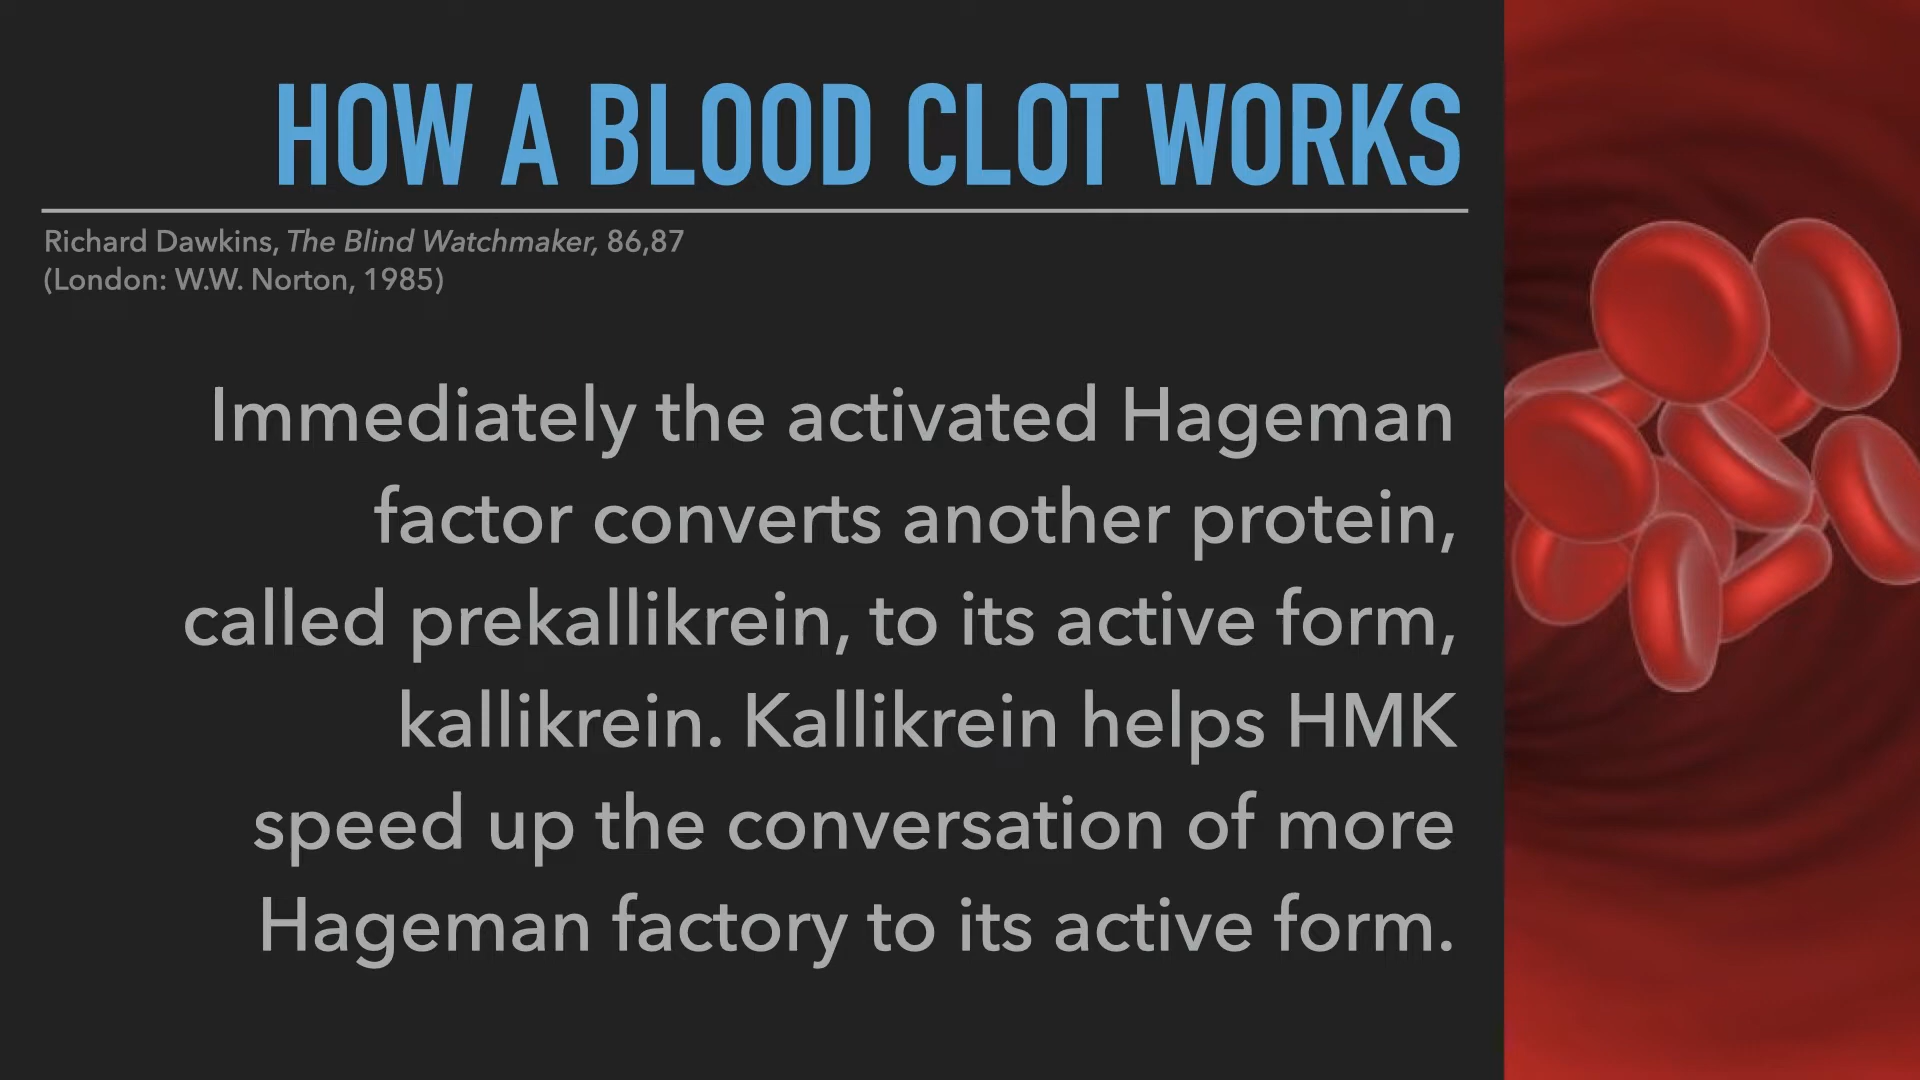 HOW A BLOOD CLOT WORKS
Richard Dawkins, The Blind Watchmaker, 86,87
(London: W.W. Norton, 1985)
Immediately the activated Hageman
factor converts another protein,
called prekallikrein, to its active form,
kallikrein. Kallikrein helps HMK
speed up the conversation of more
Hageman factory to its active form.